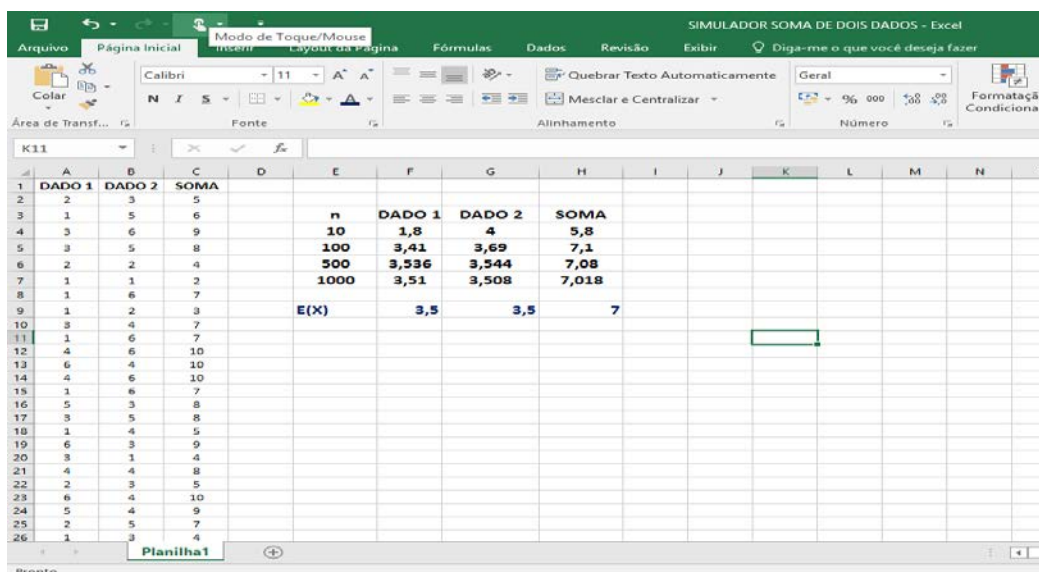 SIMULADOR SOMA DE DOIS DADOS - Excel
Modo de Toque/Mouse
Arquivo Página Inicial Inserir Layout da Página Fórmulas Dados Revisão Exibir Diga-me o que você deseja fazer
Calibri 11 A A Quebrar Texto Automaticamente Geral
Colar N I S A Mesclar e Centralizar % 000 Formataçã
Condiciona
Área de Transf... Fonte Alinhamento Número
K11 fx
A B C D E F G H I J K L M N
1 DADO 1 DADO 2 SOMA
2 2 3 5
3 1 5 6 n DADO 1 DADO 2 SOMA
4 3 6 9 10 1,8 4 5,8
5 3 5 8 100 3,41 3,69 7,1
6 2 2 4 500 3,536 3,544 7,08
7 1 1 2 1000 3,51 3,508 7,018
8 1 6 7
9 1 2 3 E(X) 3,5 3,5 7
10 3 4 7
11 1 6 7
12 4 6 10
13 6 4 10
14 4 6 10
15 1 6 7
16 5 3 8
17 3 5 8
18 1 4 5
19 6 3 9
20 3 1 4
21 4 4 8
22 2 3 5
23 6 4 10
24 5 4 9
25 2 5 7
26 1 3 4
Planilha1
Pronto